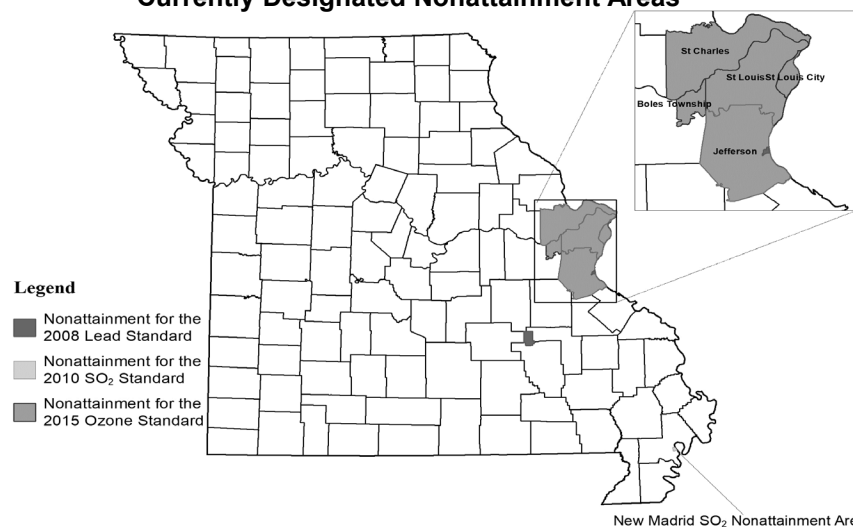 Currently Designated Nonattainment Areas
St Charles
St Louis
St Louis City
Boles Township
Jefferson
Legend
Nonattainment for the
2008 Lead Standard
Nonattainment for the
2010 SO₂ Standard
Nonattainment for the
2015 Ozone Standard
New Madrid SO₂ Nonattainment Are